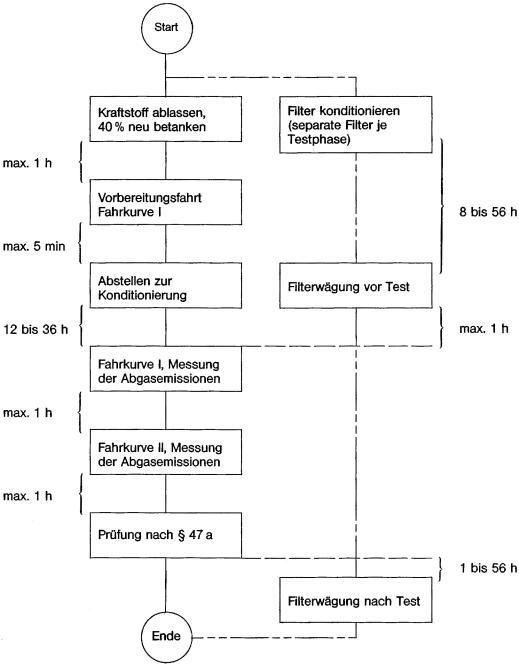 Start
Kraftstoff ablassen,
40 % neu betanken
Filter konditionieren
(separate Filter je
Testphase)
max. 1 h
Vorbereitungsfahrt
Fahrkurve I
8 bis 56 h
max. 5 min
Abstellen zur
Konditionierung
Filterwägung vor Test
12 bis 36 h
max. 1 h
Fahrkurve I, Messung
der Abgasemissionen
max. 1 h
Fahrkurve II, Messung
der Abgasemissionen
max. 1 h
Prüfung nach § 47 a
1 bis 56 h
Filterwägung nach Test
Ende